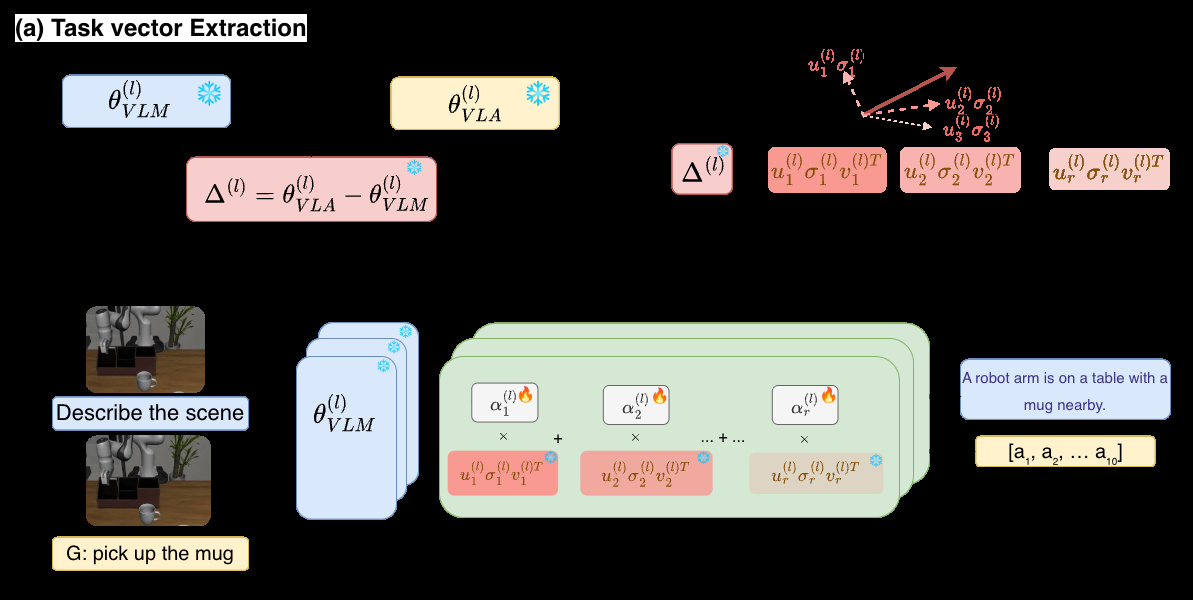 (a) Task vector Extraction
θ_{VLM}^{(l)}
θ_{VLA}^{(l)}
Δ^{(l)} = θ_{VLA}^{(l)} − θ_{VLM}^{(l)}
u_1^{(l)}σ_1^{(l)}
u_2^{(l)}σ_2^{(l)}
u_3^{(l)}σ_3^{(l)}
Δ^{(l)}
u_1^{(l)}σ_1^{(l)}v_1^{(l)T}
u_2^{(l)}σ_2^{(l)}v_2^{(l)T}
u_r^{(l)}σ_r^{(l)}v_r^{(l)T}
Describe the scene
G: pick up the mug
θ_{VLM}^{(l)}
α_1^{(l)}
α_2^{(l)}
α_r^{(l)}
× + × ... + ... ×
u_1^{(l)}σ_1^{(l)}v_1^{(l)T}
u_2^{(l)}σ_2^{(l)}v_2^{(l)T}
u_r^{(l)}σ_r^{(l)}v_r^{(l)T}
A robot arm is on a table with a
mug nearby.
[a_1, a_2, … a_{10}]